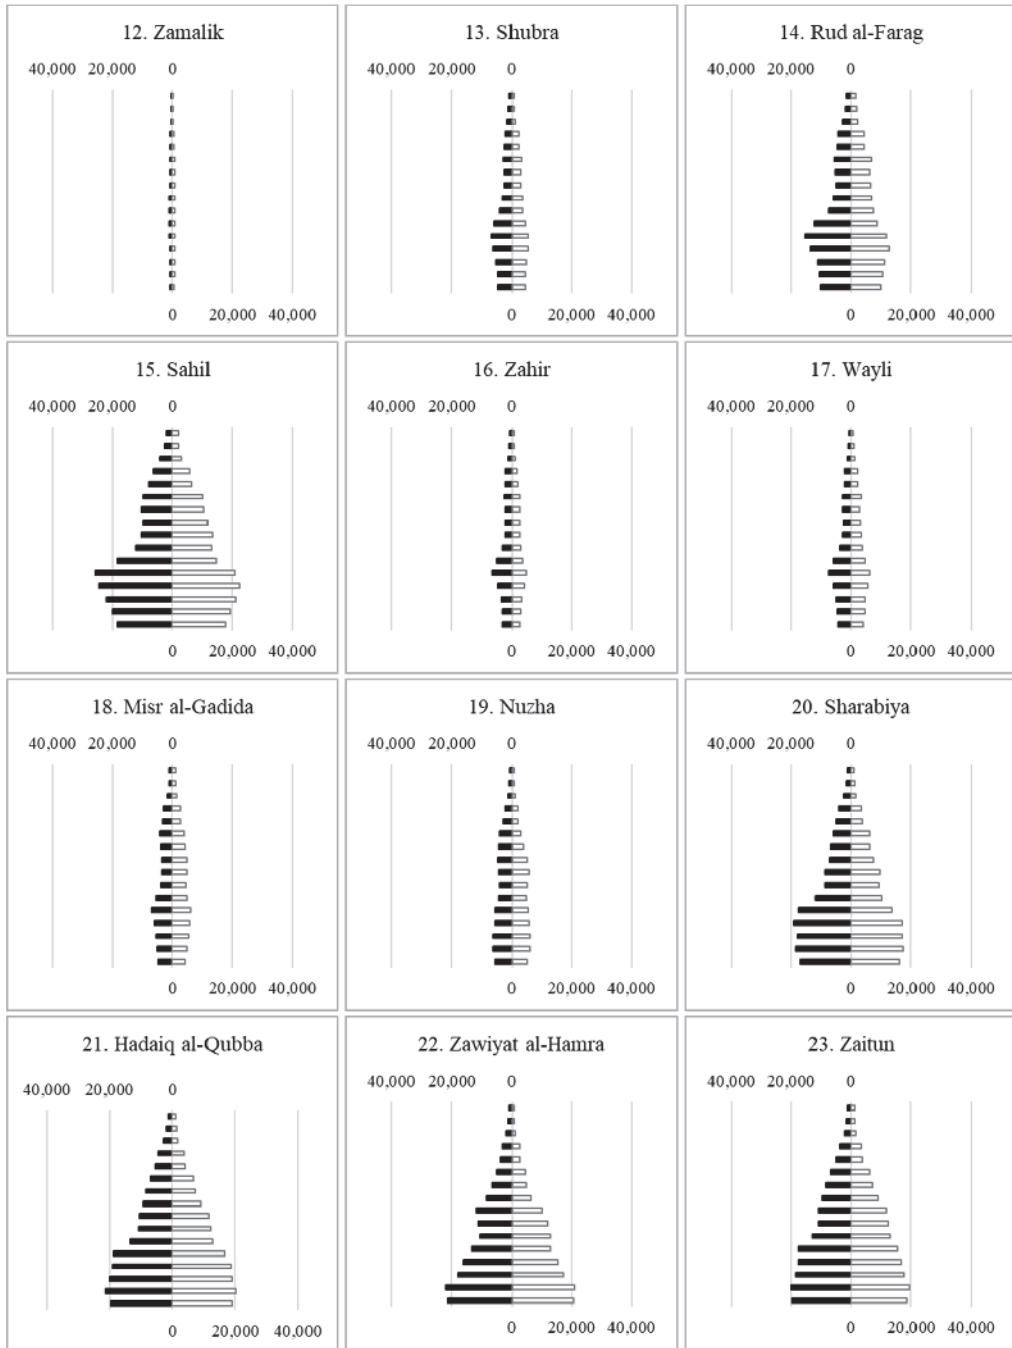 12. Zamalik
40,000 20,000 0
0 20,000 40,000
13. Shubra
40,000 20,000 0
0 20,000 40,000
14. Rud al-Farag
40,000 20,000 0
0 20,000 40,000
15. Sahil
40,000 20,000 0
0 20,000 40,000
16. Zahir
40,000 20,000 0
0 20,000 40,000
17. Wayli
40,000 20,000 0
0 20,000 40,000
18. Misr al-Gadida
40,000 20,000 0
0 20,000 40,000
19. Nuzha
40,000 20,000 0
0 20,000 40,000
20. Sharabiya
40,000 20,000 0
0 20,000 40,000
21. Hadaiq al-Qubba
40,000 20,000 0
0 20,000 40,000
22. Zawiyat al-Hamra
40,000 20,000 0
0 20,000 40,000
23. Zaitun
40,000 20,000 0
0 20,000 40,000